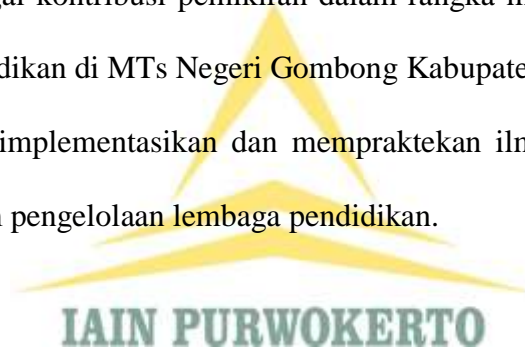 kontribusi pemikiran dalam rangka
di MTs Negeri Gombong
dan mempraktekan
pengelolaan lembaga pendidikan.
IAIN PURWOKERTO